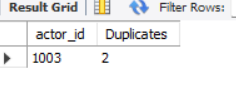 Result Grid Filter Rows:
actor_id Duplicates
1003 2